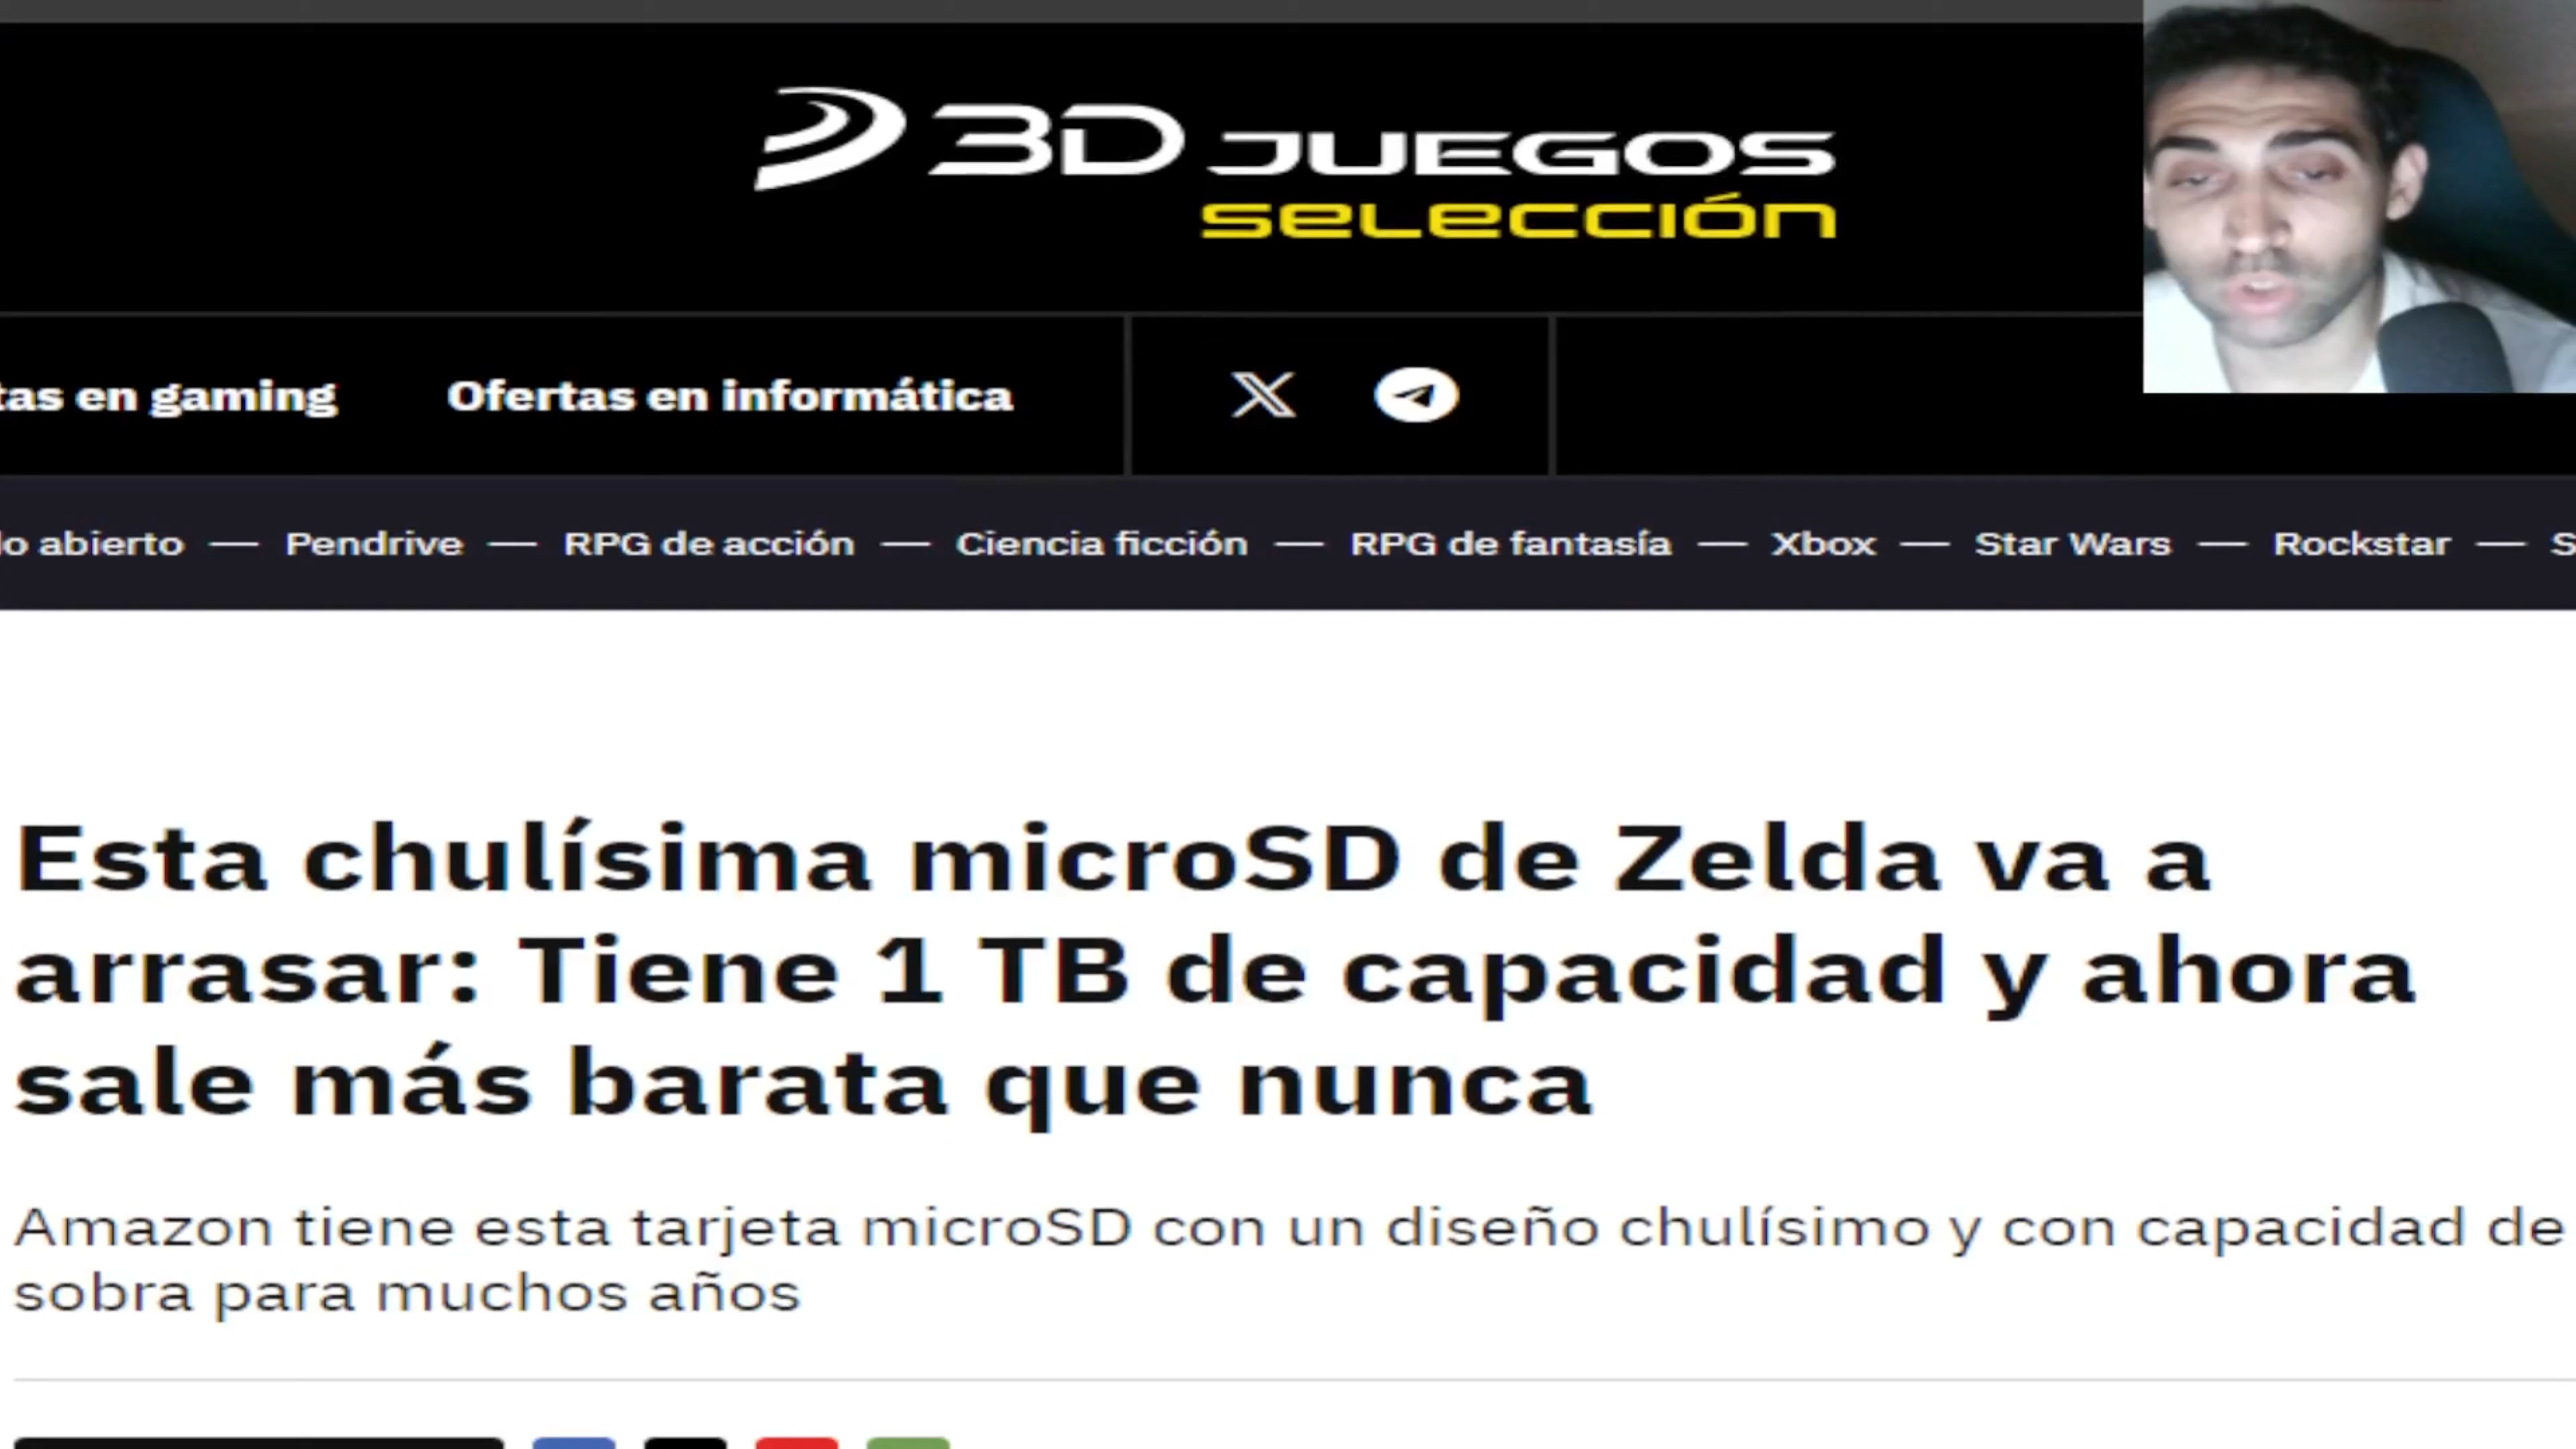 3D JUEGOS
selección
tas en gaming Ofertas en informática
do abierto — Pendrive — RPG de acción — Ciencia ficción — RPG de fantasía — Xbox — Star Wars — Rockstar — S
Esta chulísima microSD de Zelda va a
arrasar: Tiene 1 TB de capacidad y ahora
sale más barata que nunca
Amazon tiene esta tarjeta microSD con un diseño chulísimo y con capacidad de
sobra para muchos años